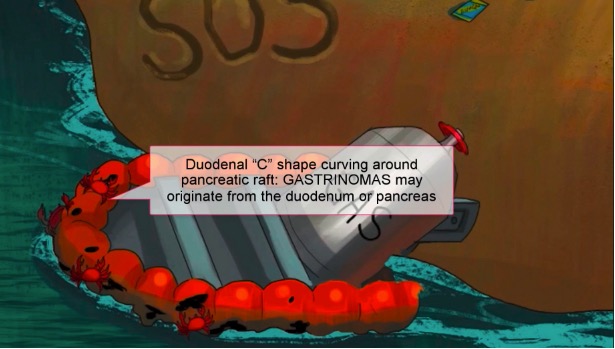 SOS
Duodenal “C” shape curving around
pancreatic raft: GASTRINOMAS may
originate from the duodenum or pancreas